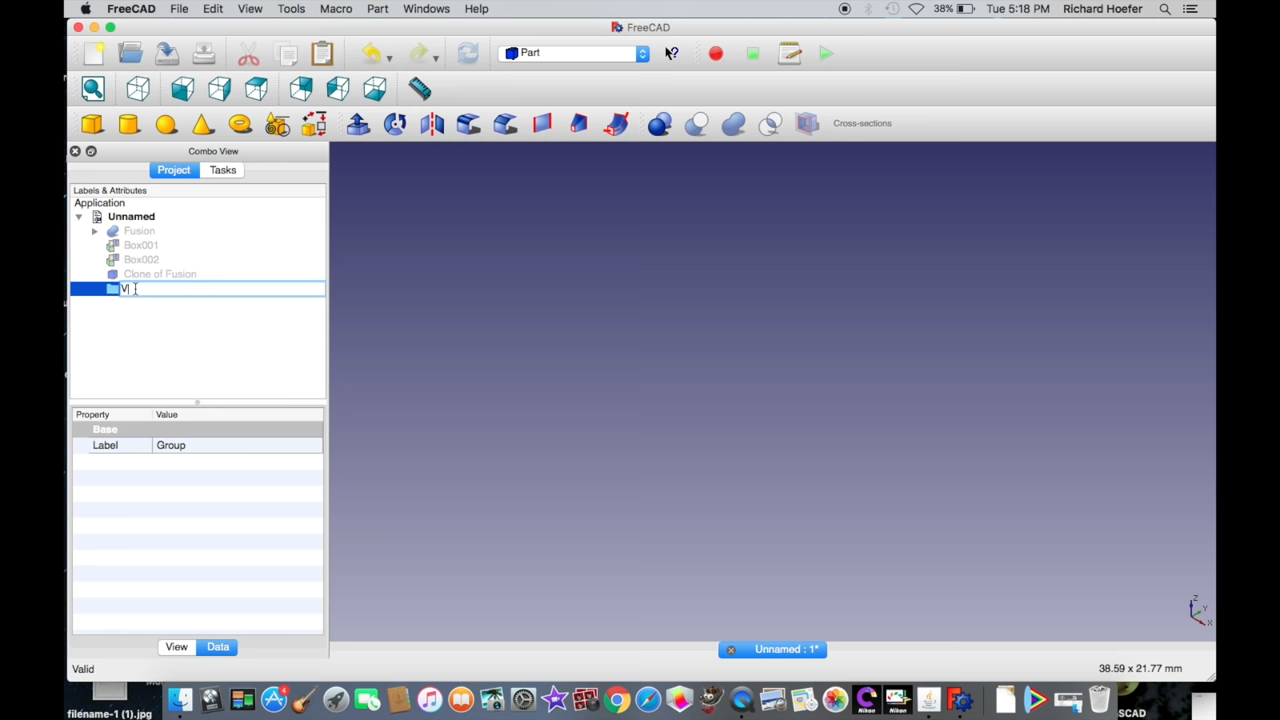 FreeCAD File Edit View Tools Macro Part Windows Help 38% Tue 5:18 PM Richard Hoefer
FreeCAD
Part
Cross-sections
Combo View
Project Tasks
Labels & Attributes
Application
Unnamed
Fusion
Box001
Box002
Clone of Fusion
V
Property Value
Base
Label Group
View Data
Unnamed : 1*
Valid 38.59 x 21.77 mm
filename-1 (1).jpg
SCAD